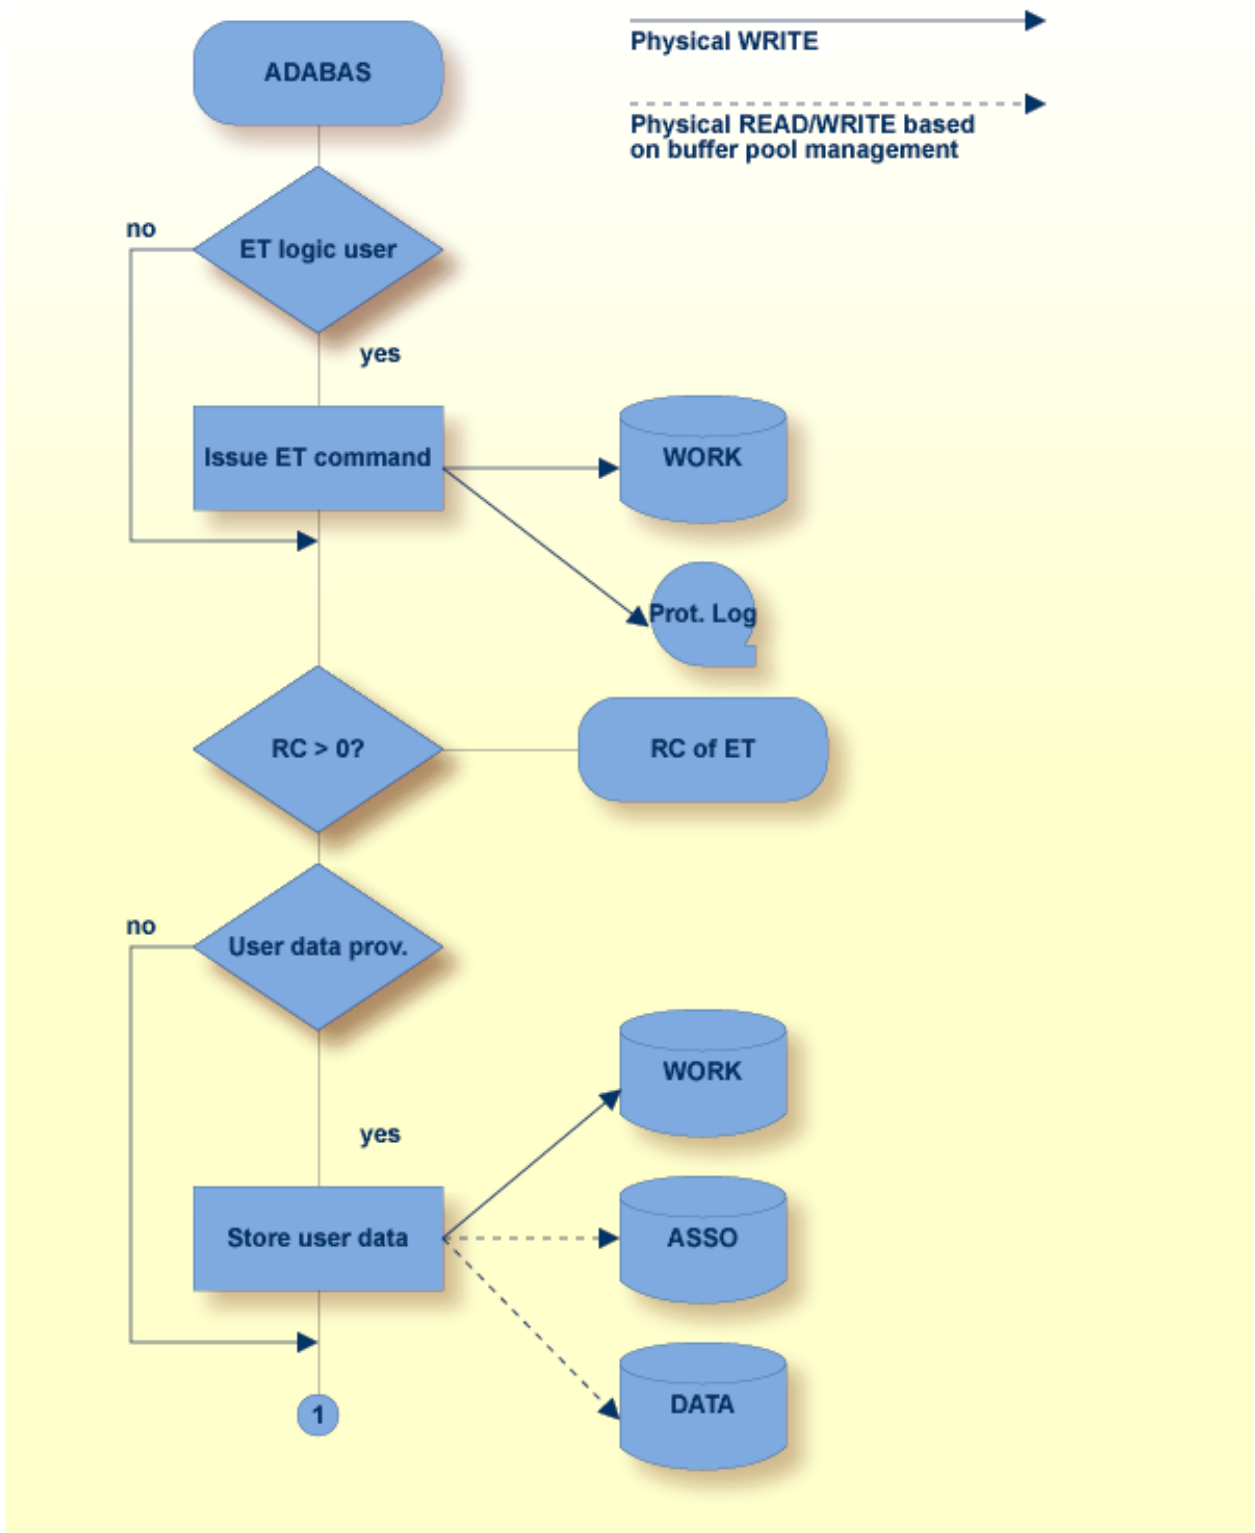 ADABAS
Physical WRITE
Physical READ/WRITE based
on buffer pool management
no
ET logic user
yes
Issue ET command
WORK
Prot. Log
RC > 0?
RC of ET
no
User data prov.
WORK
yes
Store user data
ASSO
DATA
1